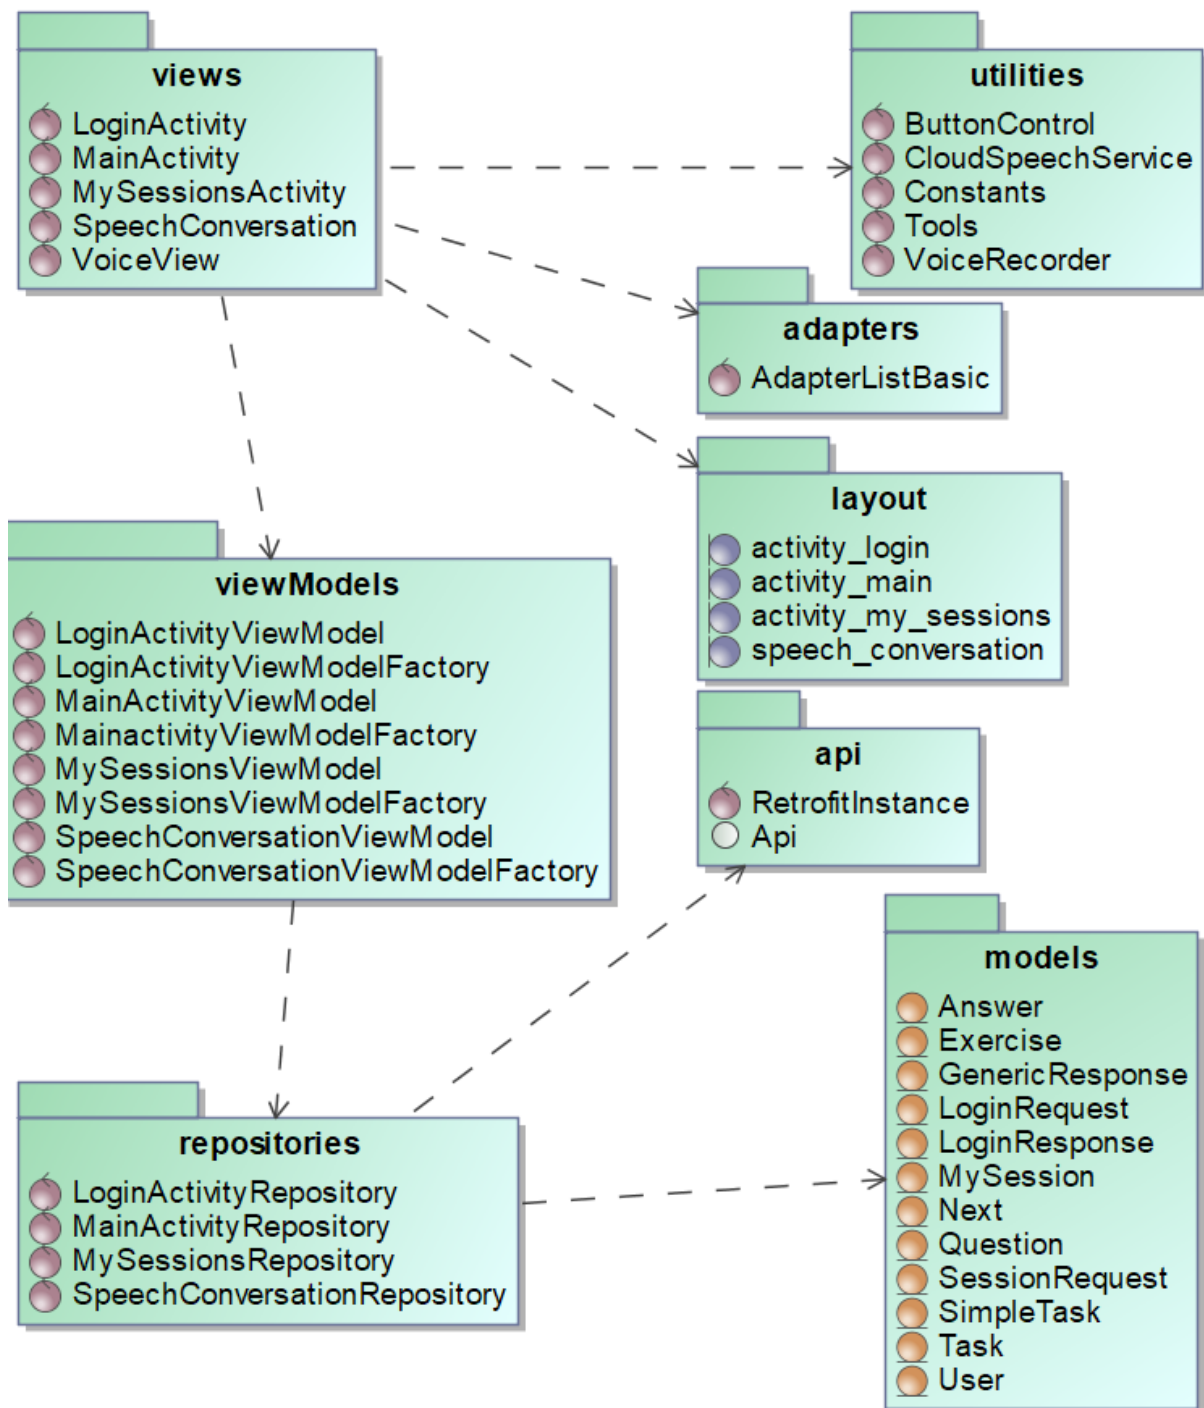 views
LoginActivity
MainActivity
MySessionsActivity
SpeechConversation
VoiceView
utilities
ButtonControl
CloudSpeechService
Constants
Tools
VoiceRecorder
adapters
AdapterListBasic
layout
activity_login
activity_main
activity_my_sessions
speech_conversation
viewModels
LoginActivityViewModel
LoginActivityViewModelFactory
MainActivityViewModel
MainactivityViewModelFactory
MySessionsViewModel
MySessionsViewModelFactory
SpeechConversationViewModel
SpeechConversationViewModelFactory
api
RetrofitInstance
Api
models
Answer
Exercise
GenericResponse
LoginRequest
LoginResponse
MySession
Next
Question
SessionRequest
SimpleTask
Task
User
repositories
LoginActivityRepository
MainActivityRepository
MySessionsRepository
SpeechConversationRepository